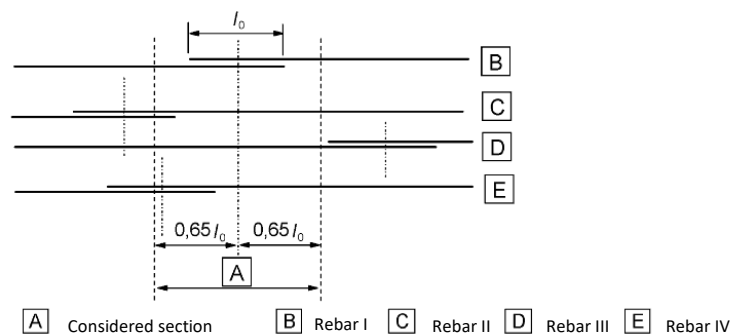 l₀
B
C
D
E
0,65 l₀ 0,65 l₀
A
A Considered section B Rebar I C Rebar II D Rebar III E Rebar IV